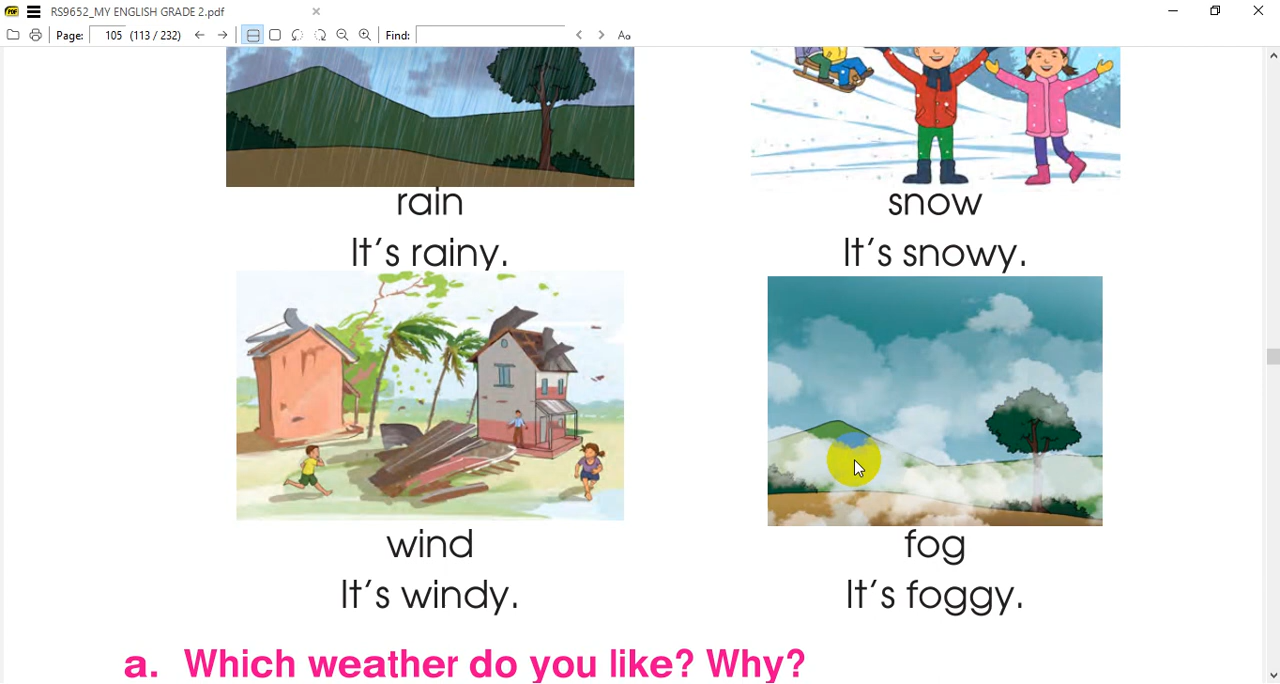 RS9652_MY ENGLISH GRADE 2.pdf
Page: 105 (113 / 232) Find: Aa
rain
It's rainy.
snow
It's snowy.
wind
It's windy.
fog
It's foggy.
a. Which weather do you like? Why?